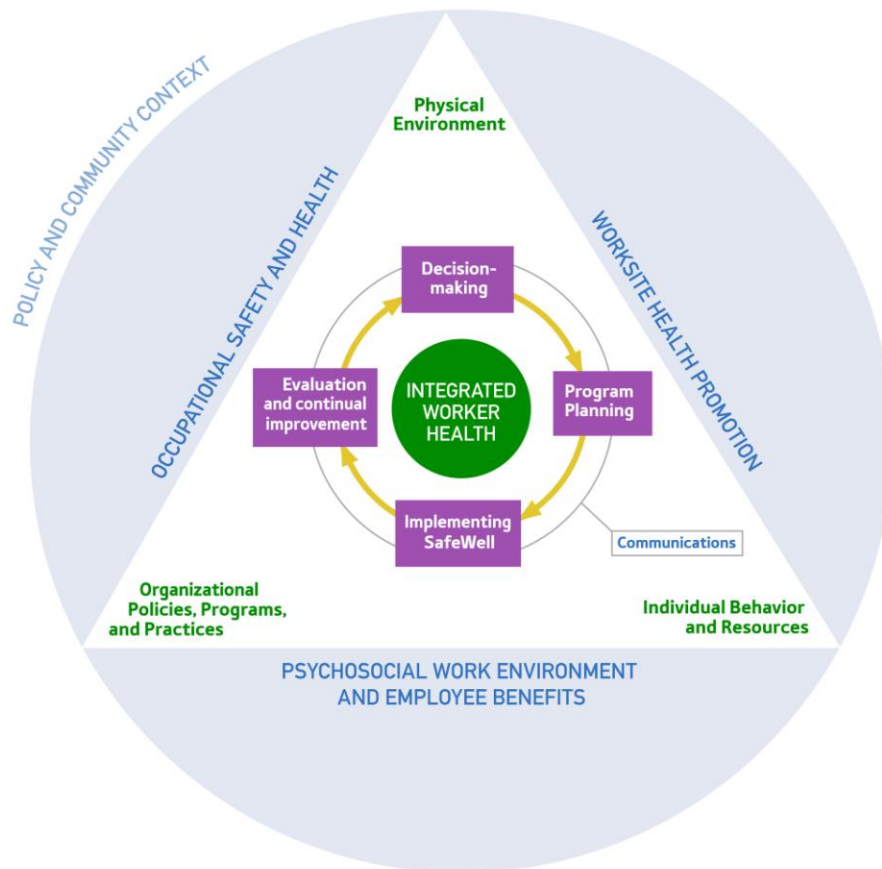 POLICY AND COMMUNITY CONTEXT
OCCUPATIONAL SAFETY AND HEALTH
WORKSITE HEALTH PROMOTION
Physical
Environment
Decision-
making
Evaluation
and continual
improvement
INTEGRATED
WORKER
HEALTH
Program
Planning
Implementing
SafeWell
Communications
Organizational
Policies, Programs,
and Practices
Individual Behavior
and Resources
PSYCHOSOCIAL WORK ENVIRONMENT
AND EMPLOYEE BENEFITS